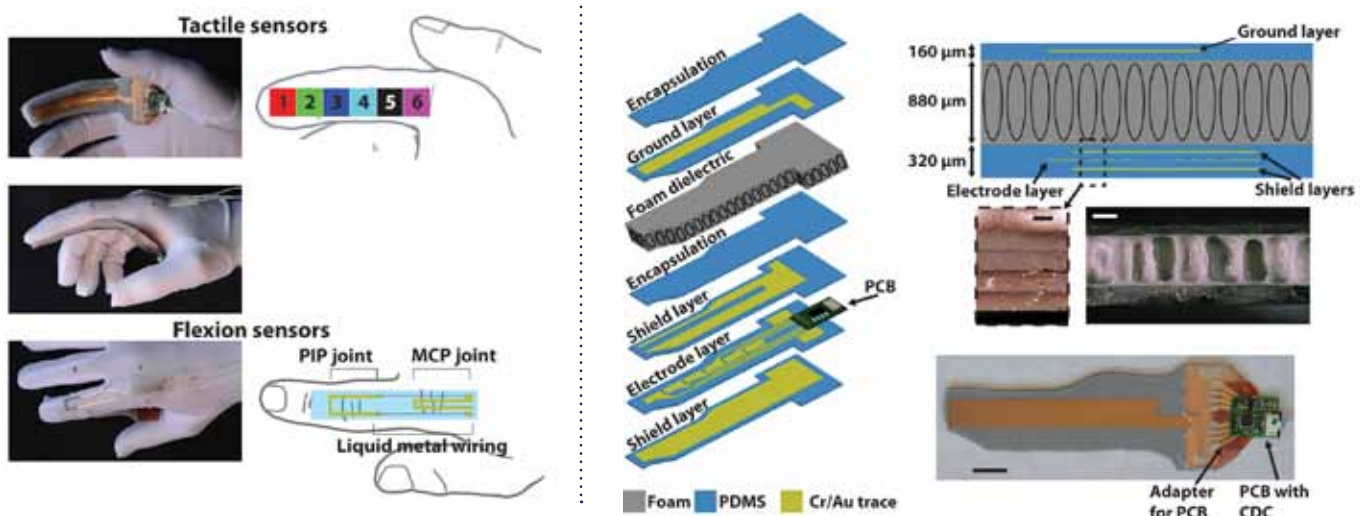 Tactile sensors
1 2 3 4 5 6
Flexion sensors
PIP joint MCP joint
Liquid metal wiring
Encapsulation
Ground layer
Foam dielectric
Encapsulation
Shield layer
PCB
Electrode layer
Shield layer
Foam PDMS Cr/Au trace
Ground layer
160 µm
880 µm
320 µm
Electrode layer
Shield layers
Adapter
for PCB
PCB with
CDC